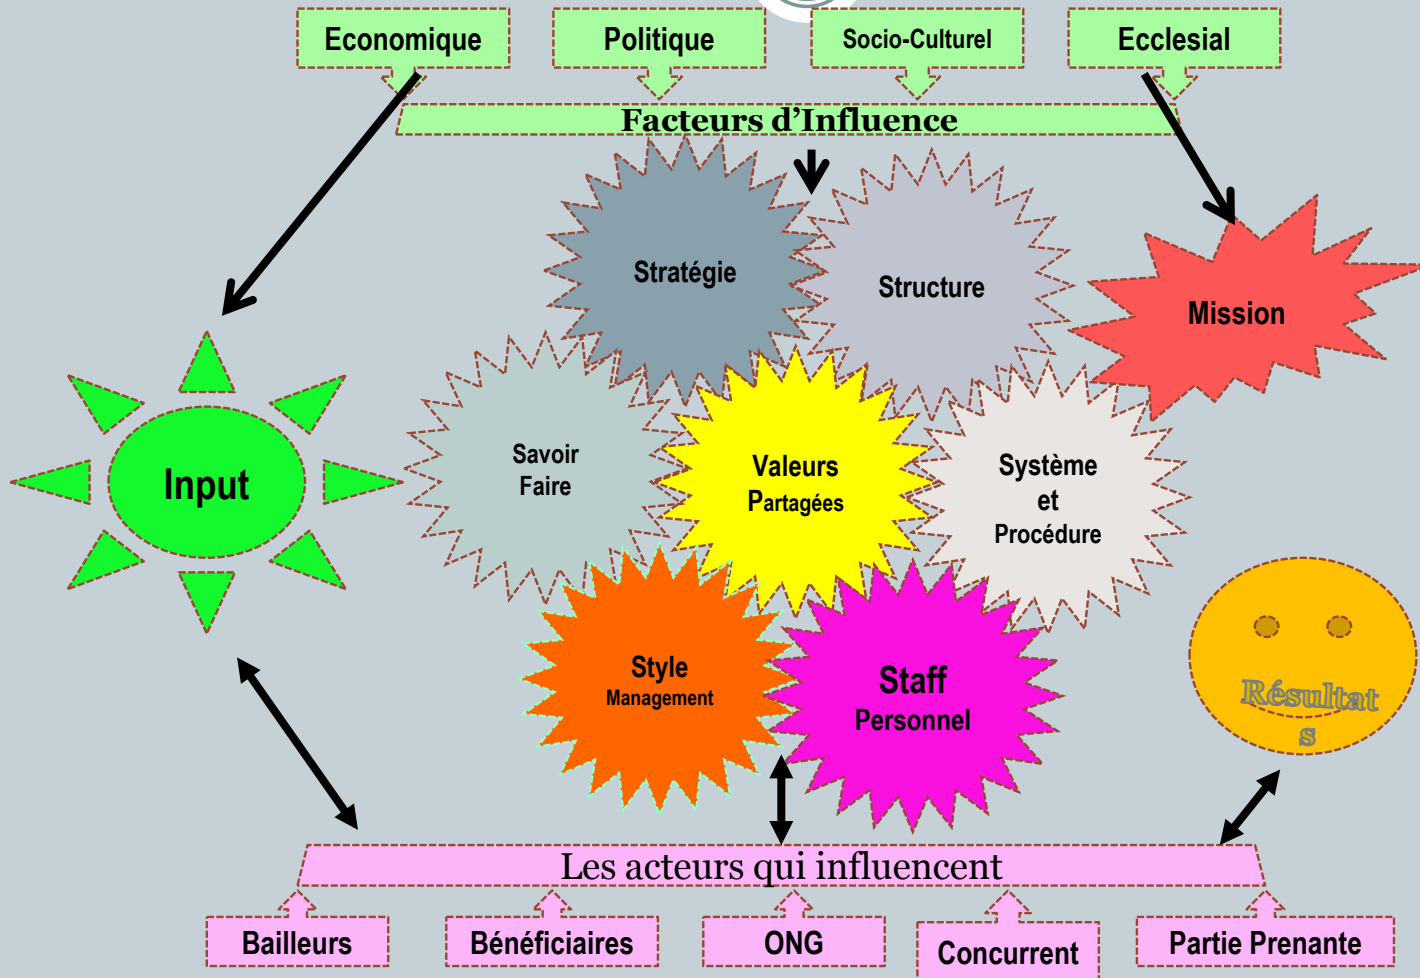 Economique
Politique
Socio-Culturel
Ecclesial
Facteurs d'Influence
Stratégie
Structure
Mission
Input
Savoir
Faire
Valeurs
Partagées
Système
et
Procédure
Style
Management
Staff
Personnel
Résultat
s
Les acteurs qui influencent
Bailleurs
Bénéficiaires
ONG
Concurrent
Partie Prenante